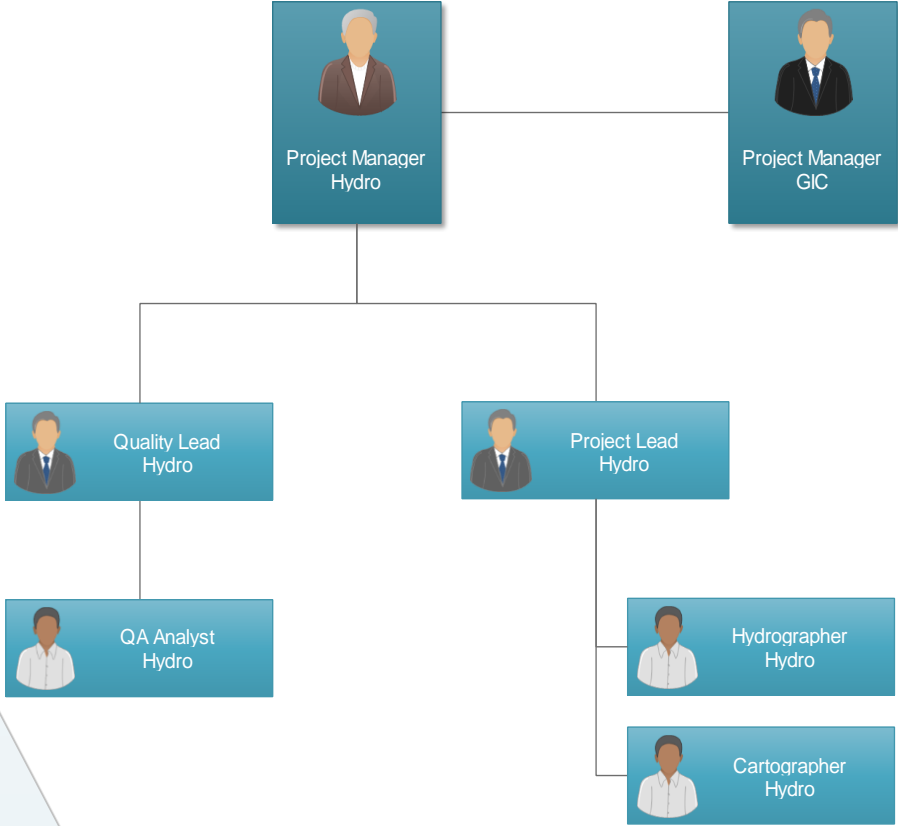 Project Manager
Hydro
Project Manager
GIC
Quality Lead
Hydro
Project Lead
Hydro
QA Analyst
Hydro
Hydrographer
Hydro
Cartographer
Hydro